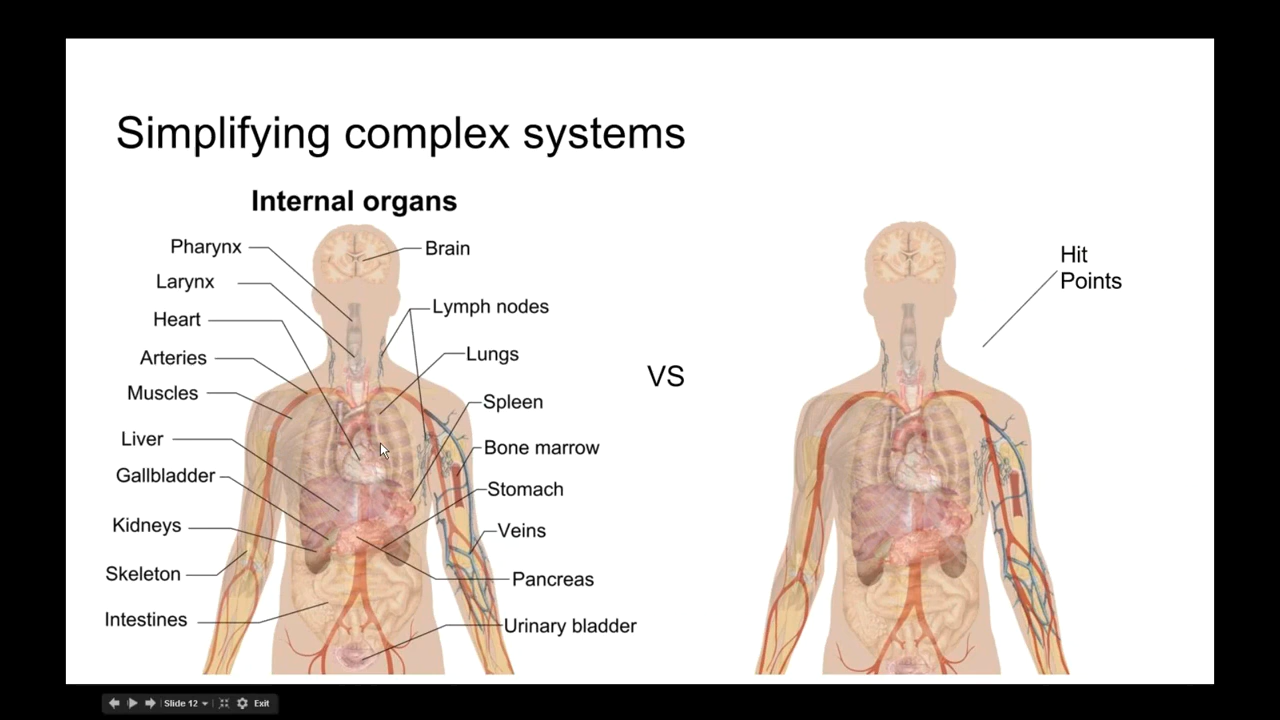 Simplifying complex systems
Internal organs
Pharynx
Larynx
Heart
Arteries
Muscles
Liver
Gallbladder
Kidneys
Skeleton
Intestines
Brain
Lymph nodes
Lungs
Spleen
Bone marrow
Stomach
Veins
Pancreas
Urinary bladder
VS
Hit
Points
Slide 12
Exit